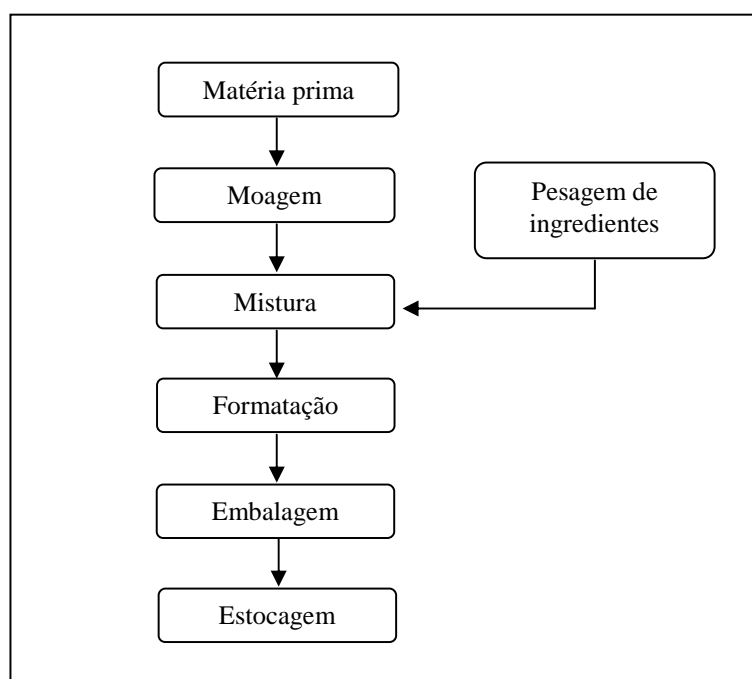 Matéria prima
Moagem
Pesagem de
ingredientes
Mistura
Formatação
Embalagem
Estocagem